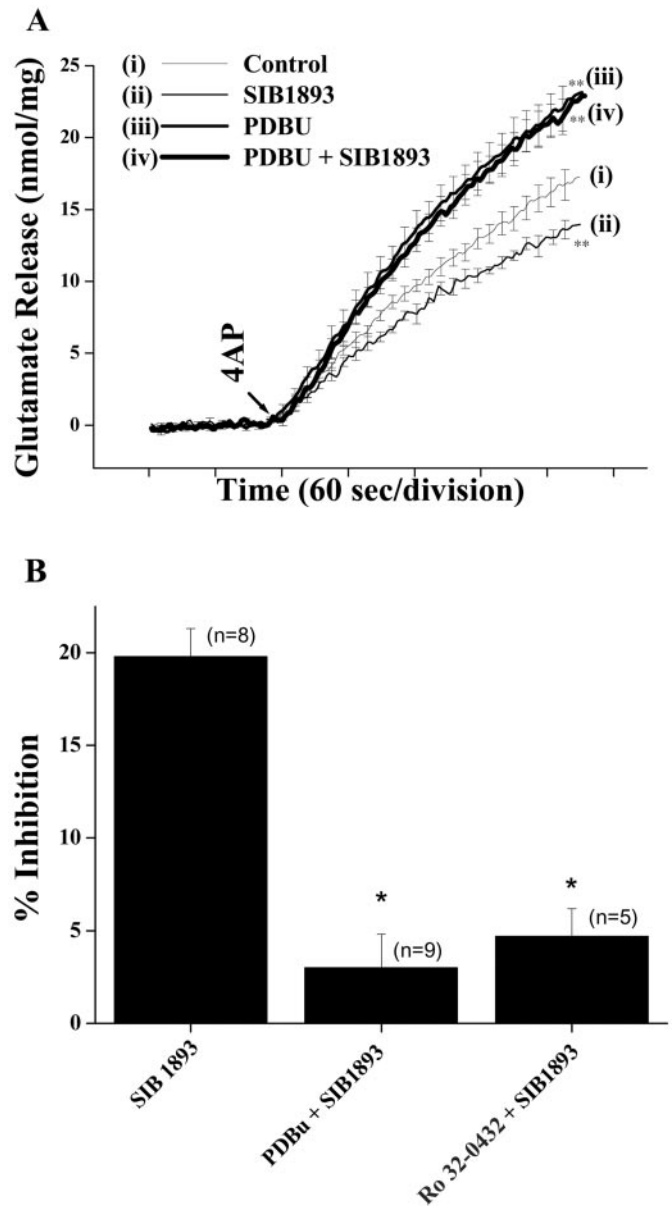 A
(i) Control
(ii) SIB1893
(iii) PDBU
(iv) PDBU + SIB1893
Glutamate Release (nmol/mg)
25
20
15
10
5
0
4AP
** (iii)
** (iv)
(i)
(ii)
**
Time (60 sec/division)
B
% Inhibition
20
15
10
5
0
(n=8)
*
(n=9)
*
(n=5)
SIB 1893
PDBu + SIB1893
Ro 32-0432 + SIB1893